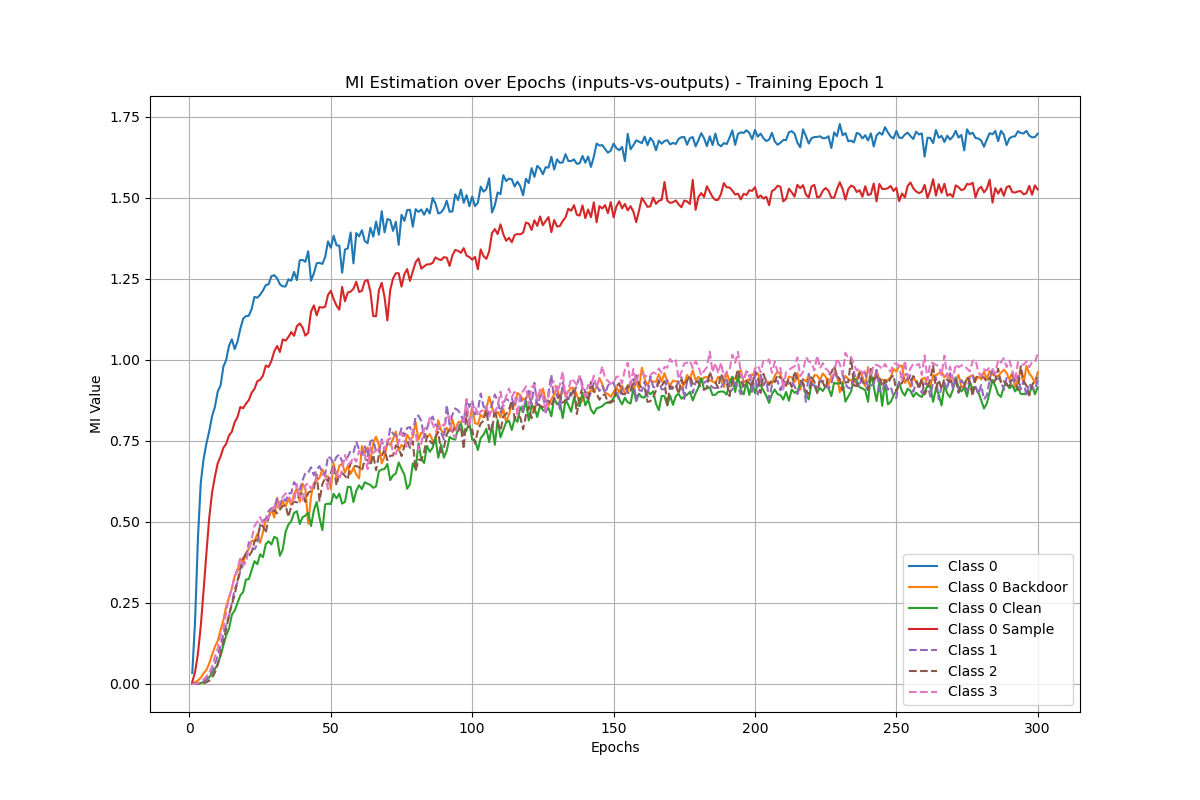 MI Estimation over Epochs (inputs-vs-outputs) - Training Epoch 1
MI Value
1.75
1.50
1.25
1.00
0.75
0.50
0.25
0.00
0 50 100 150 200 250 300
Epochs
Class 0
Class 0 Backdoor
Class 0 Clean
Class 0 Sample
Class 1
Class 2
Class 3